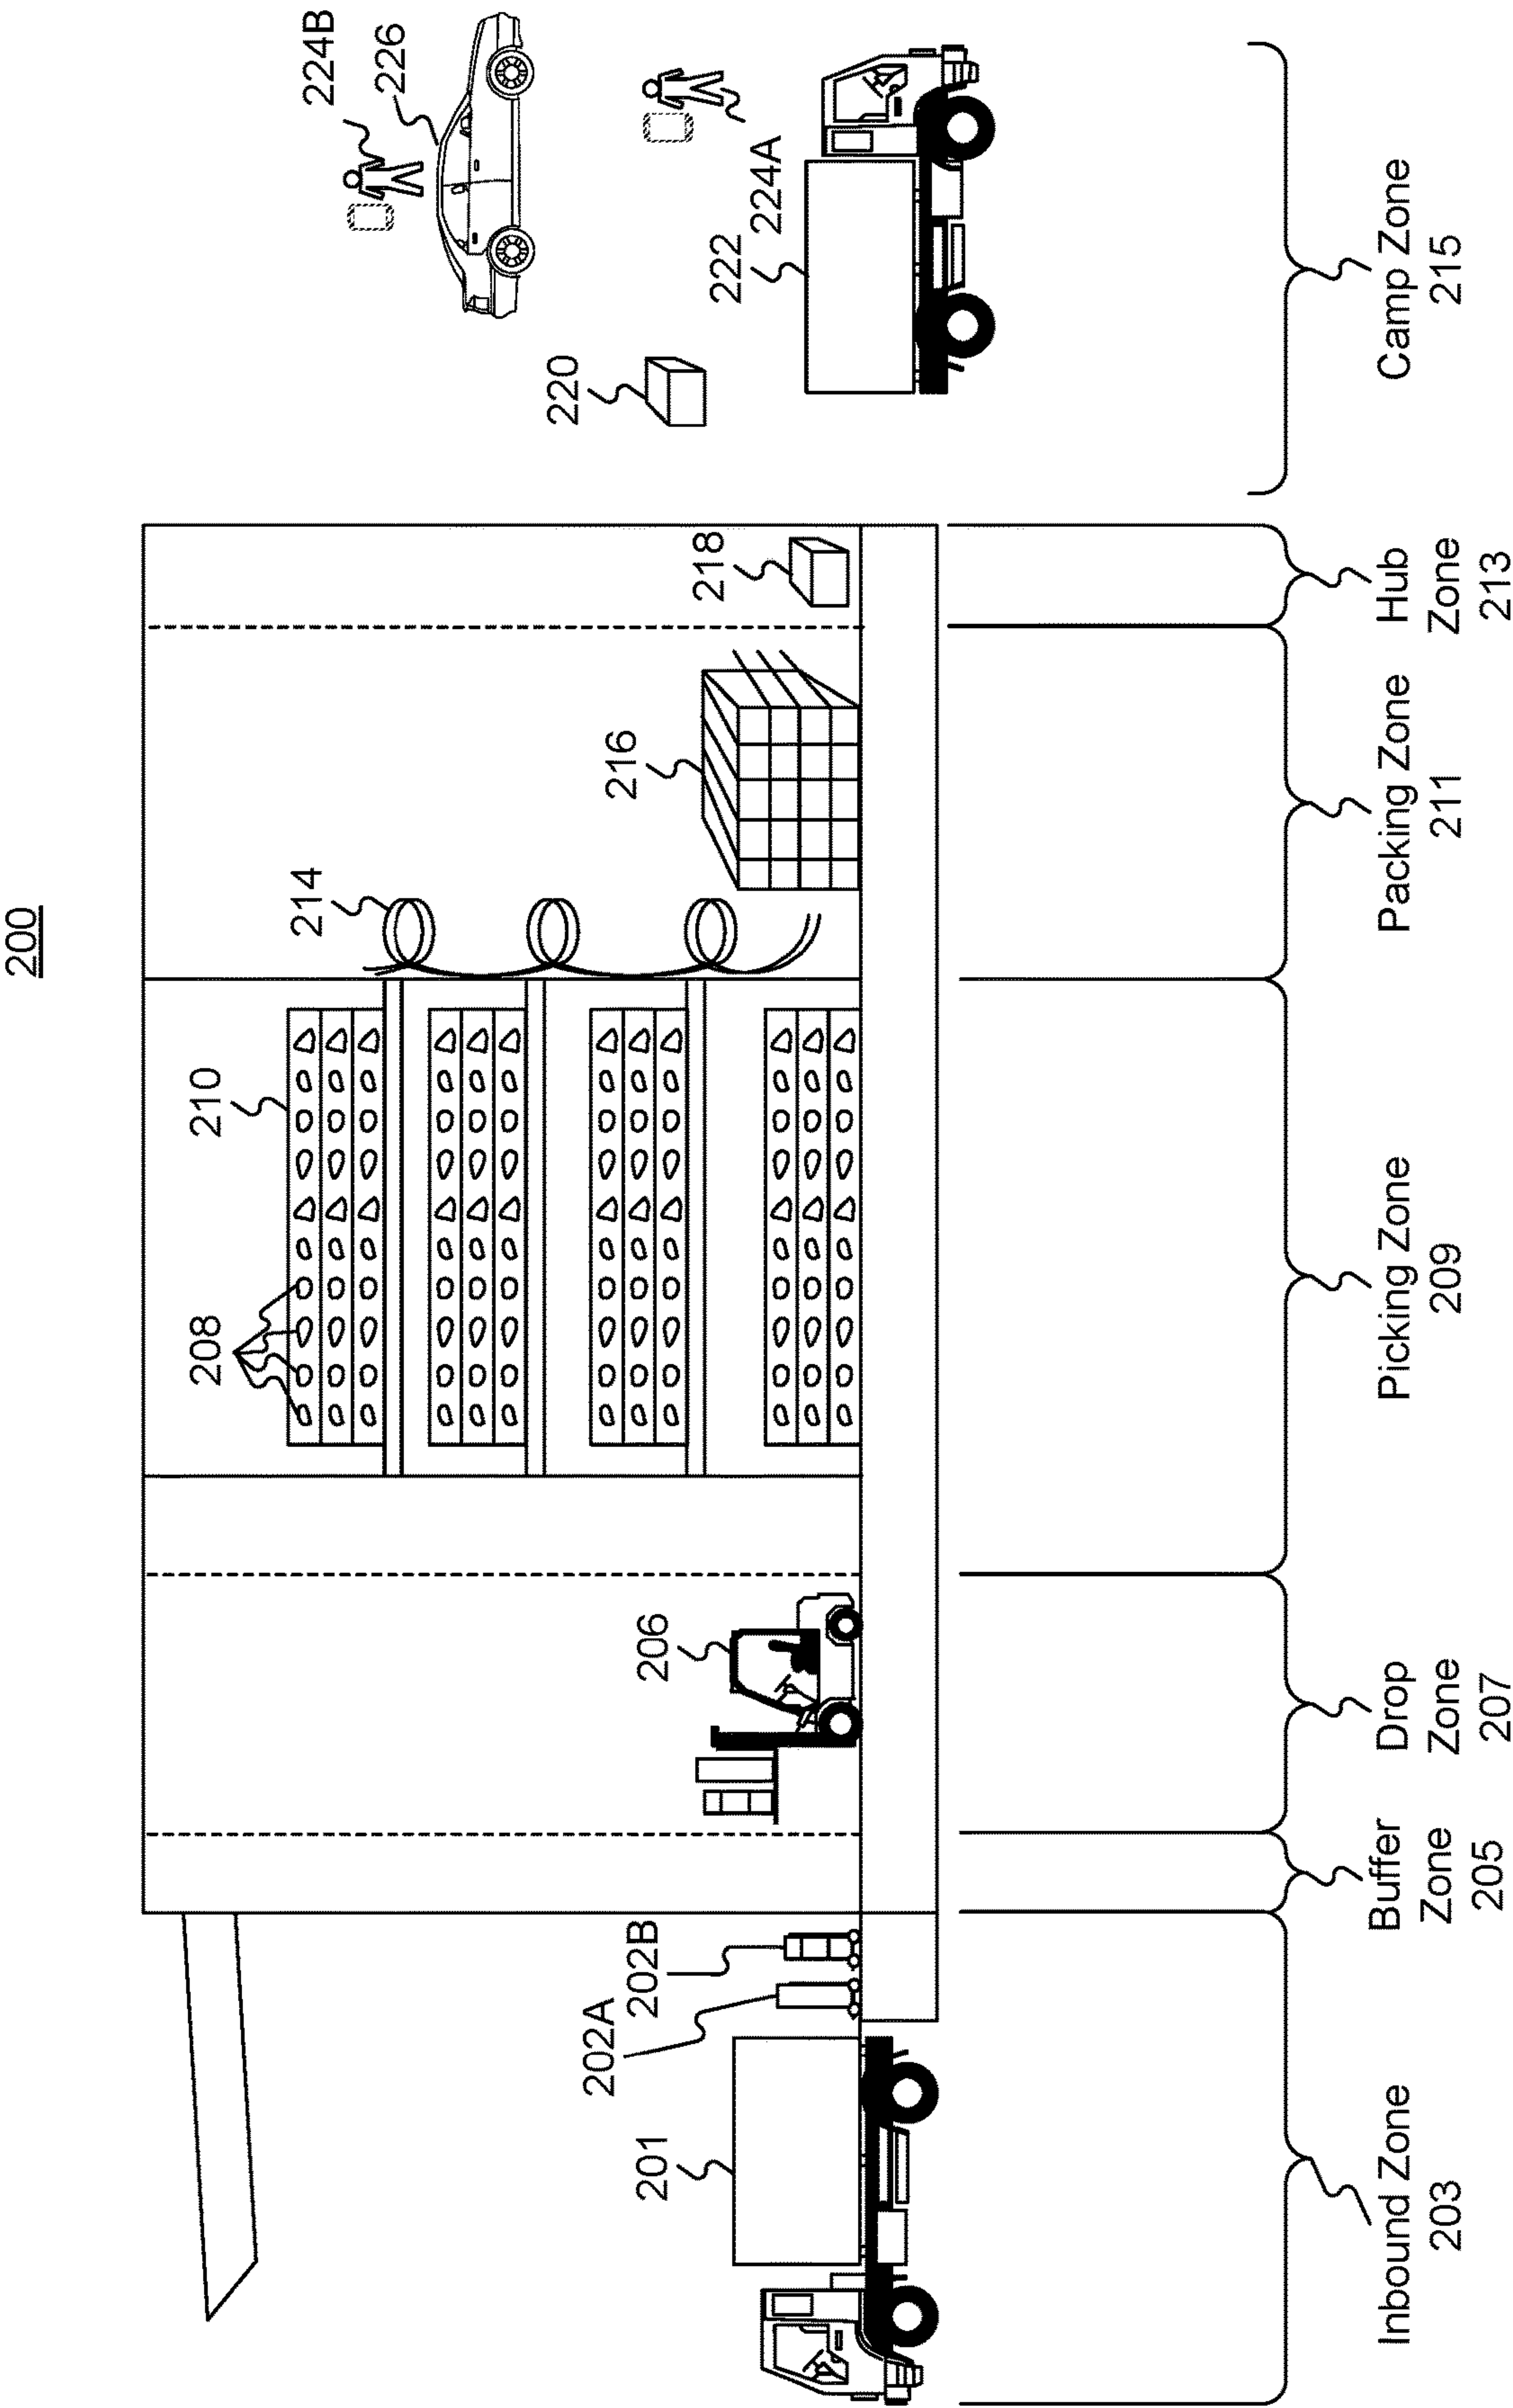 200
224B
226
224A
222
220
218
216
214
210
208
206
202B
202A
201
Inbound Zone
203
Buffer
Zone
205
Drop
Zone
207
Picking Zone
209
Packing Zone
211
Hub
Zone
213
Camp Zone
215